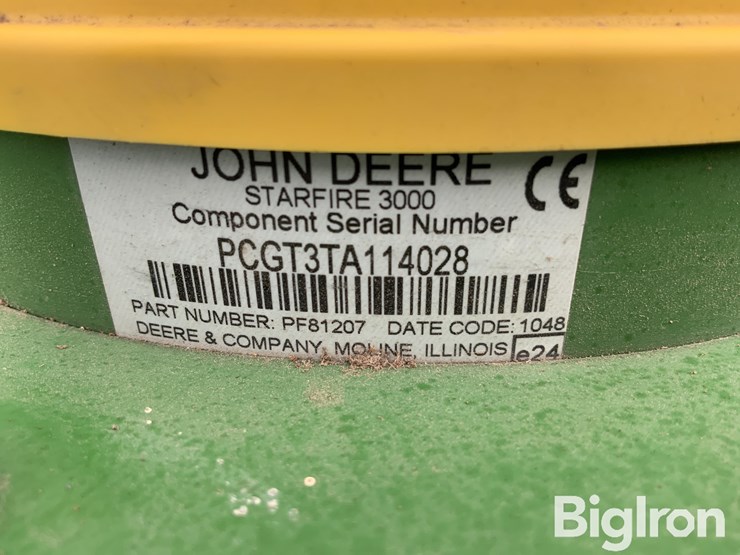 JOHN DEERE
CE
STARFIRE 3000
Component Serial Number
PCGT3TA114028
PART NUMBER: PF81207 DATE CODE: 1048
DEERE & COMPANY, MOLINE, ILLINOIS e24
BigIron